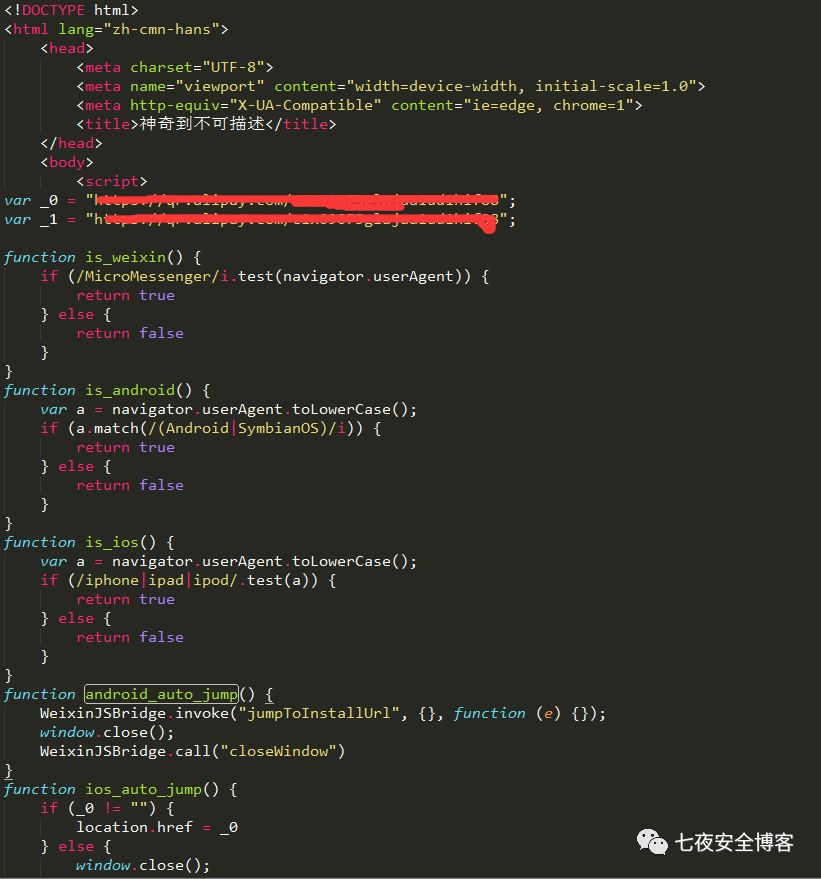 <!DOCTYPE html>
<html lang="zh-cmn-hans">
<head>
<meta charset="UTF-8">
<meta name="viewport" content="width=device-width, initial-scale=1.0">
<meta http-equiv="X-UA-Compatible" content="ie=edge, chrome=1">
<title>神奇到不可描述</title>
</head>
<body>
<script>
var _0 = "";
var _1 = "";
function is_weixin() {
if (/MicroMessenger/i.test(navigator.userAgent)) {
return true
} else {
return false
}
}
function is_android() {
var a = navigator.userAgent.toLowerCase();
if (a.match(/(Android|SymbianOS)/i)) {
return true
} else {
return false
}
}
function is_ios() {
var a = navigator.userAgent.toLowerCase();
if (/iphone|ipad|ipod/.test(a)) {
return true
} else {
return false
}
}
function android_auto_jump() {
WeixinJSBridge.invoke("jumpToInstallUrl", {}, function (e) {});
window.close();
WeixinJSBridge.call("closeWindow")
}
function ios_auto_jump() {
if (_0 != "") {
location.href = _0
} else {
window.close();
七夜安全博客